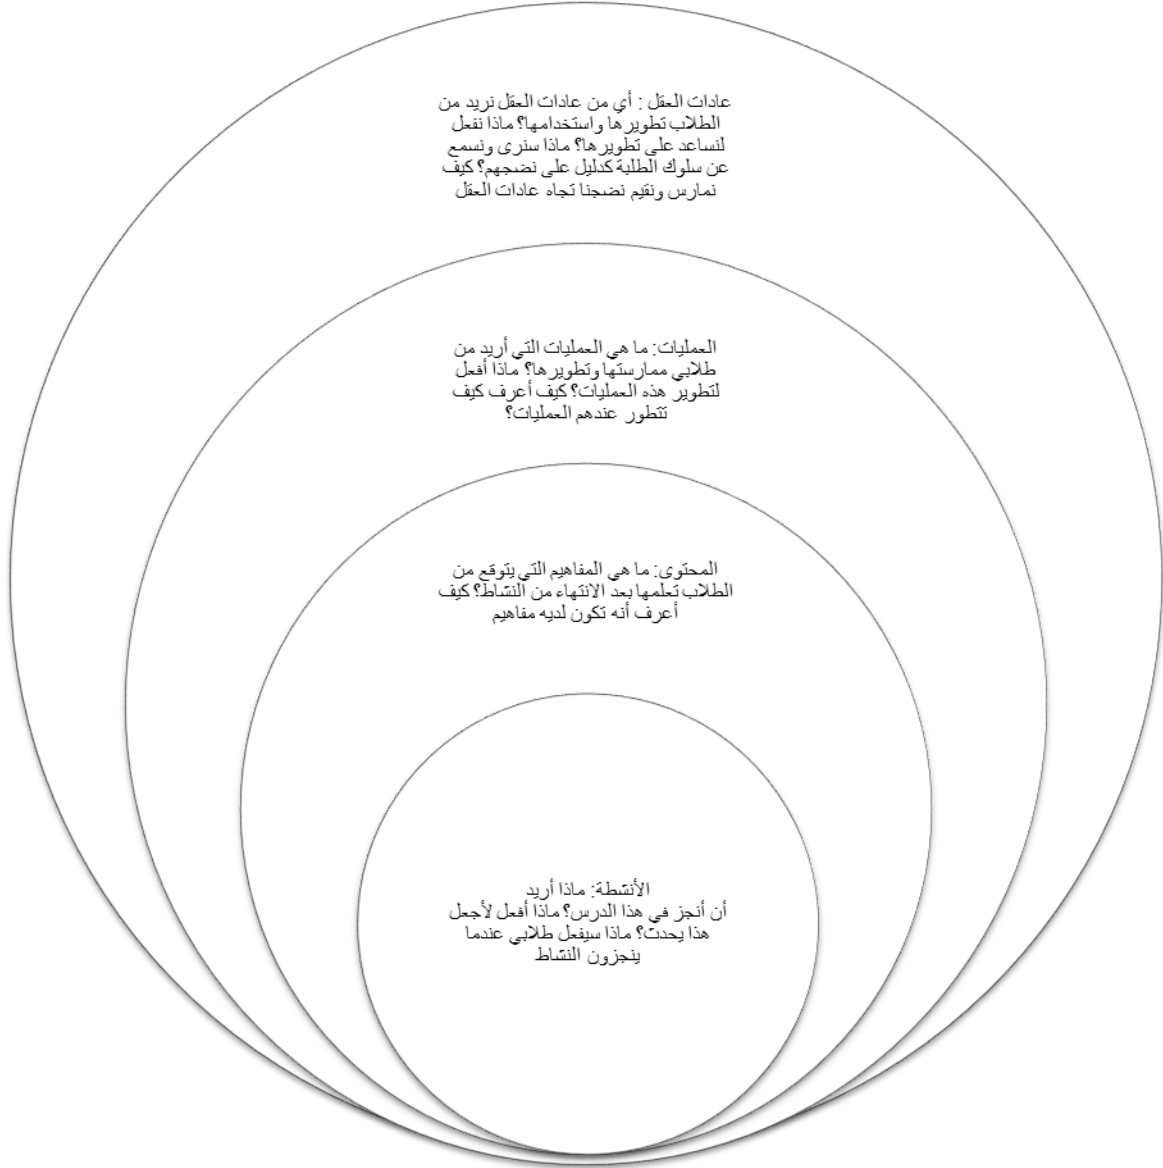 عادات العقل : أي من عادات العقل نريد من
الطلاب تطويرها واستخدامها؟ ماذا نفعل
لنساعد على تطويرها؟ ماذا سنرى ونسمع
عن سلوك الطلبة كدليل على نضجهم؟ كيف
نمارس ونقيم نضجنا تجاه عادات العقل
العمليات: ما هي العمليات التي أريد من
طلابي ممارستها وتطويرها؟ ماذا أفعل
لتطوير هذه العمليات؟ كيف أعرف كيف
تتطور عندهم العمليات؟
المحتوى: ما هي المفاهيم التي يتوقع من
الطلاب تعلمها بعد الانتهاء من النشاط؟ كيف
أعرف أنه تكون لديه مفاهيم
الأنشطة: ماذا أريد
أن أنجز في هذا الدرس؟ ماذا أفعل لأجعل
هذا يحدث؟ ماذا سيفعل طلابي عندما
ينجزون النشاط